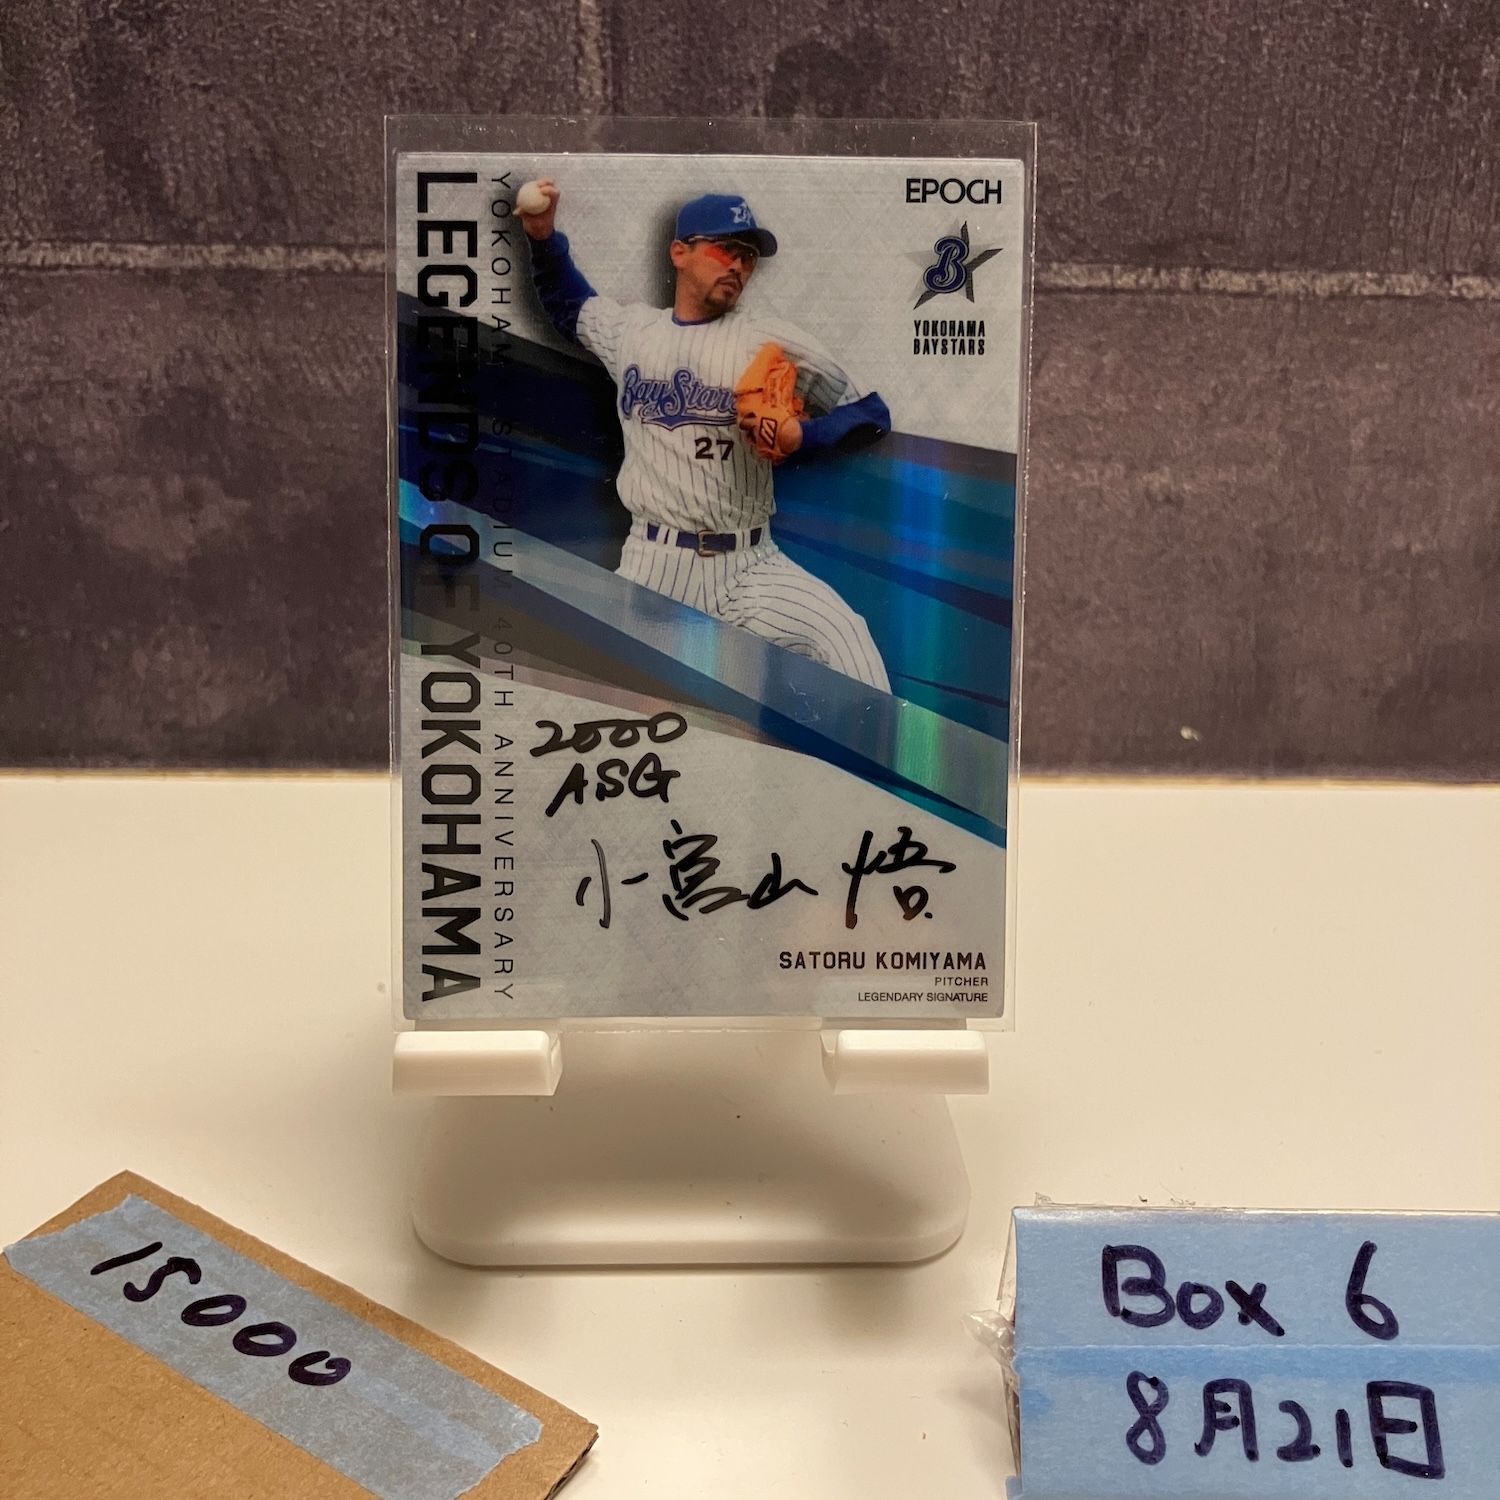 EPOCH
B
YOKOHAMA
BAYSTARS
LEGENDS OF YOKOHAMA
YOKOHAMA STADIUM 40TH ANNIVERSARY
BayStars
27
2000
ASG
小宮山 悟
SATORU KOMIYAMA
PITCHER
LEGENDARY SIGNATURE
15000
Box 6
8月21日